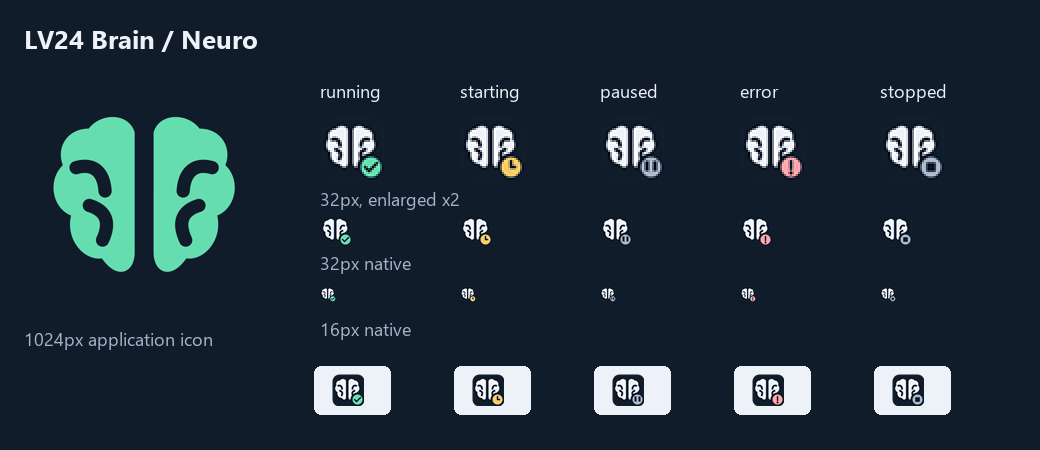 LV24 Brain / Neuro
running starting paused error stopped
32px, enlarged x2
32px native
16px native
1024px application icon